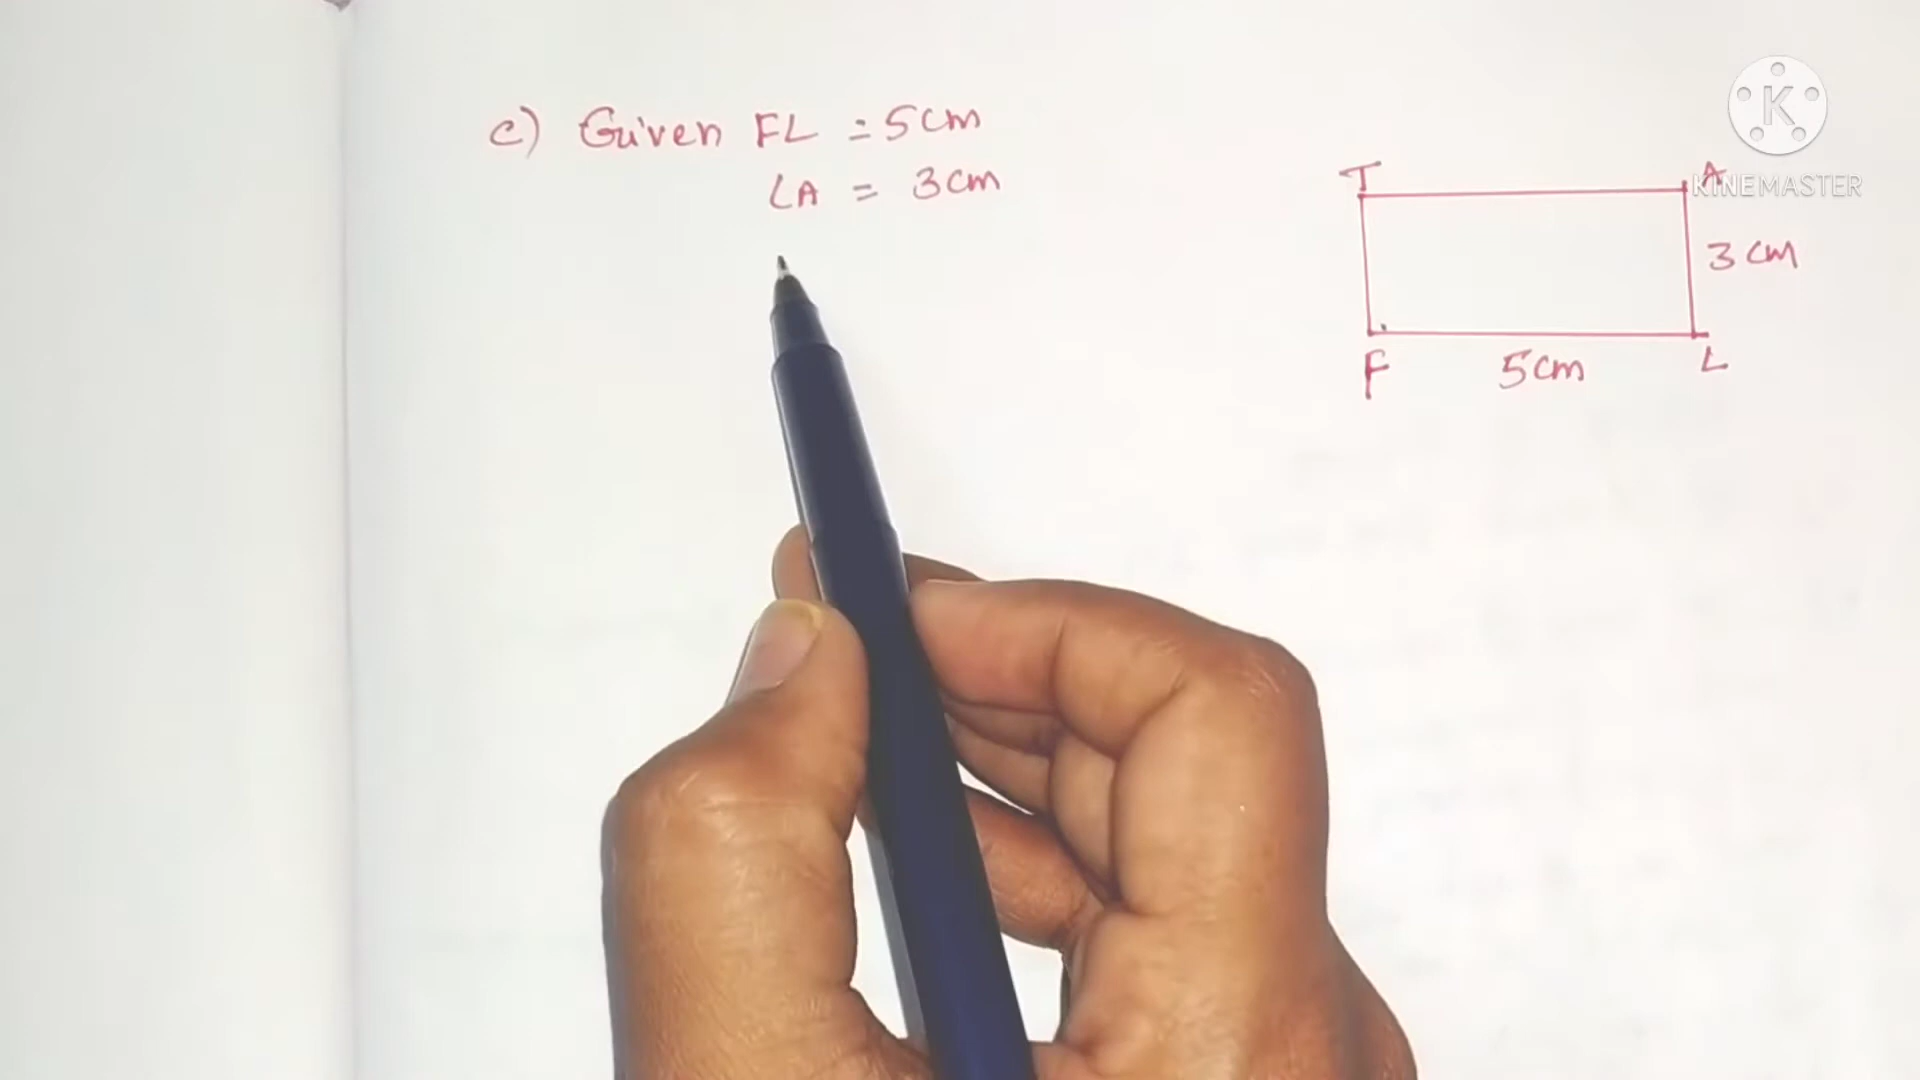 c) Given FL = 5cm
LA = 3cm
K
KINEMASTER
T A
3 cm
F 5cm L